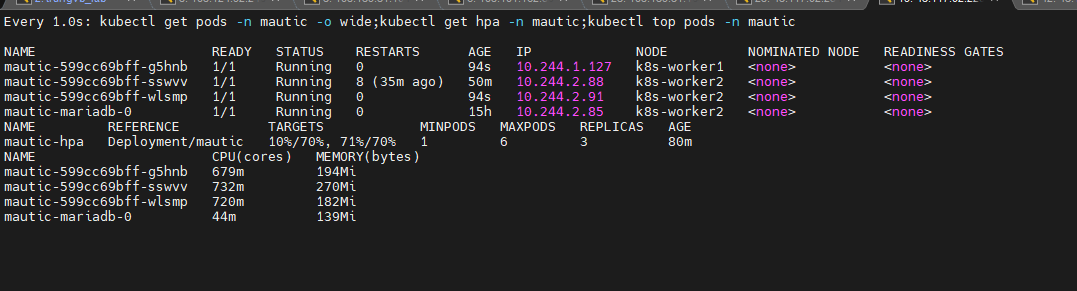 Every 1.0s: kubectl get pods -n mautic -o wide;kubectl get hpa -n mautic;kubectl top pods -n mautic
NAME READY STATUS RESTARTS AGE IP NODE NOMINATED NODE READINESS GATES
mautic-599cc69bff-g5hnb 1/1 Running 0 94s 10.244.1.127 k8s-worker1 <none> <none>
mautic-599cc69bff-sswvv 1/1 Running 8 (35m ago) 50m 10.244.2.88 k8s-worker2 <none> <none>
mautic-599cc69bff-wlsmp 1/1 Running 0 94s 10.244.2.91 k8s-worker2 <none> <none>
mautic-mariadb-0 1/1 Running 0 15h 10.244.2.85 k8s-worker2 <none> <none>
NAME REFERENCE TARGETS MINPODS MAXPODS REPLICAS AGE
mautic-hpa Deployment/mautic 10%/70%, 71%/70% 1 6 3 80m
NAME CPU(cores) MEMORY(bytes)
mautic-599cc69bff-g5hnb 679m 194Mi
mautic-599cc69bff-sswvv 732m 270Mi
mautic-599cc69bff-wlsmp 720m 182Mi
mautic-mariadb-0 44m 139Mi